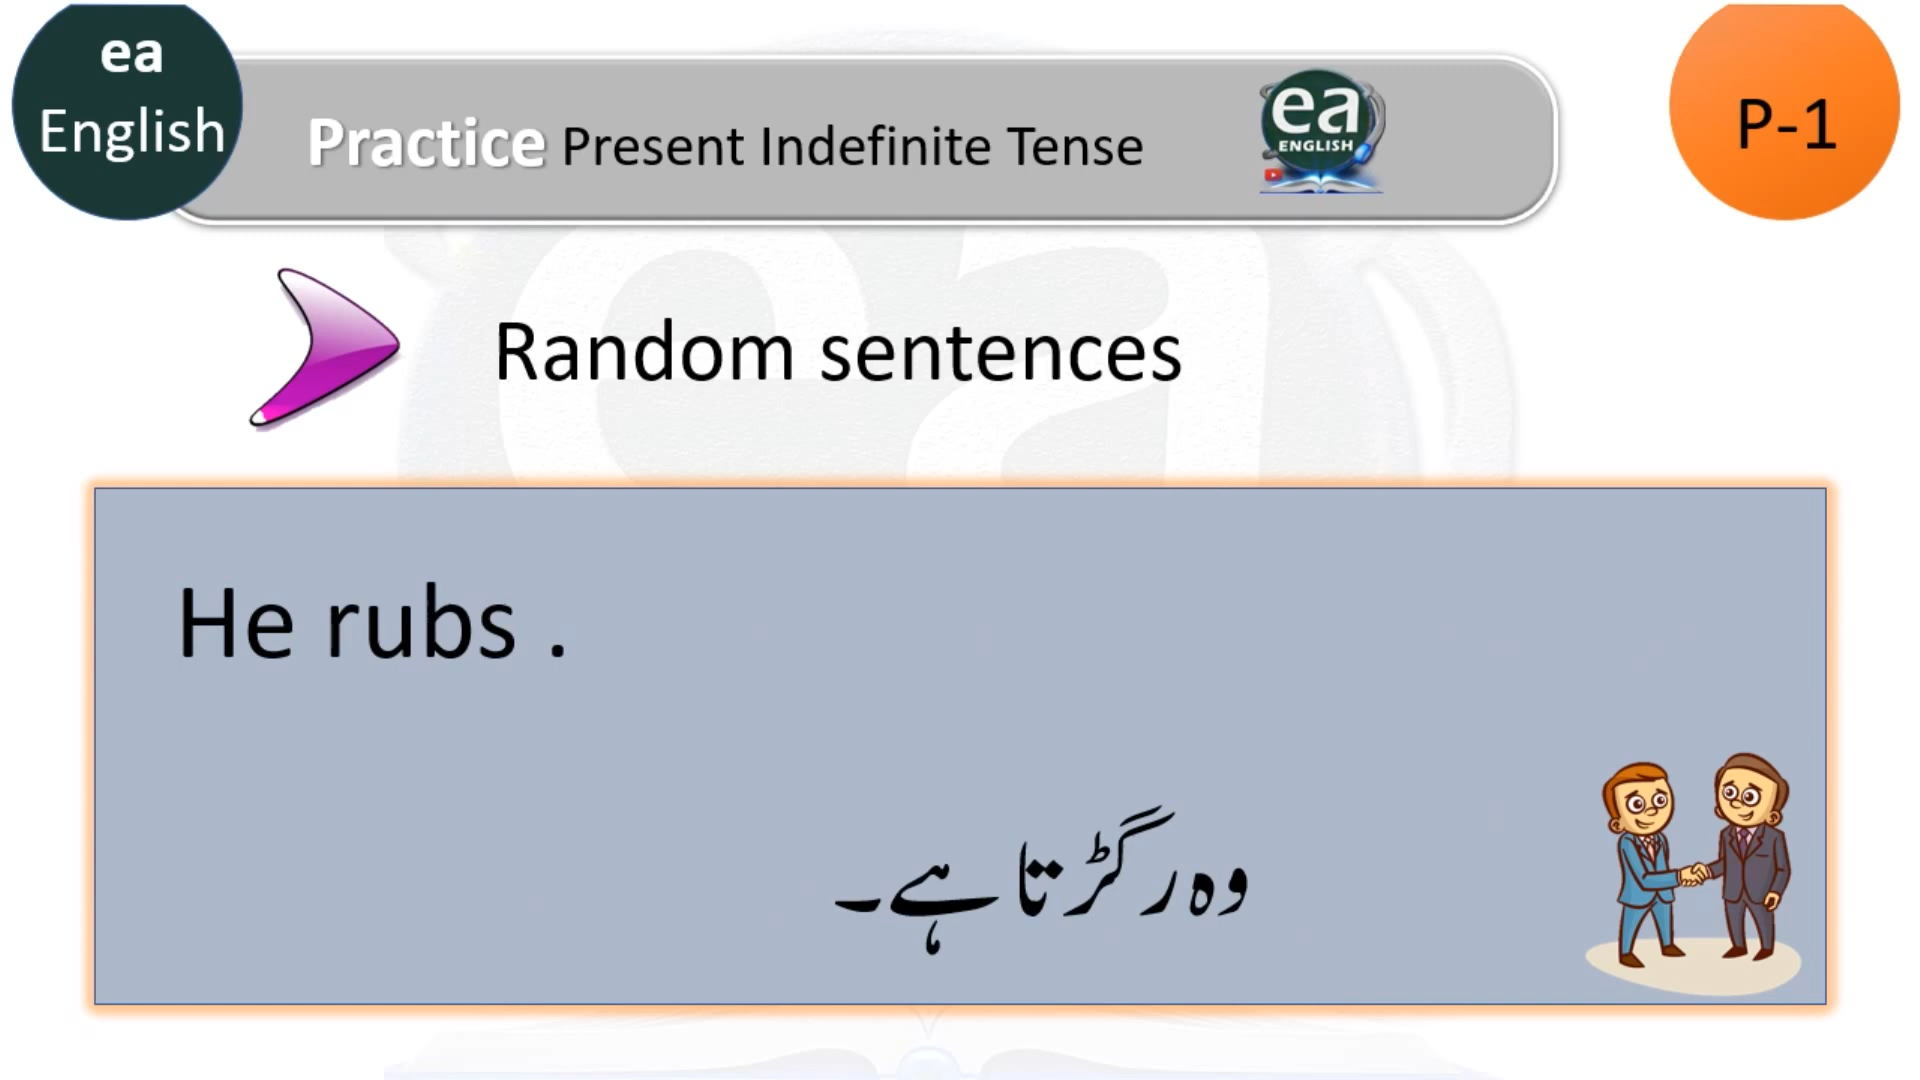 ea
English
Practice Present Indefinite Tense
ea
ENGLISH
P-1
Random sentences
He rubs .
وہ رگڑتا ہے۔